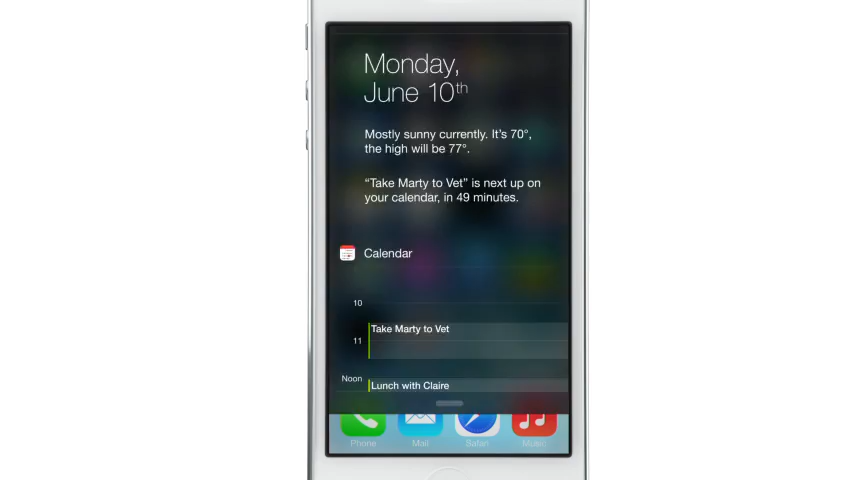 Monday,
June 10th
Mostly sunny currently. It's 70°,
the high will be 77°.
“Take Marty to Vet” is next up on
your calendar, in 49 minutes.
Calendar
10
Take Marty to Vet
11
Noon
Lunch with Claire
Phone
Mail
Safari
Music